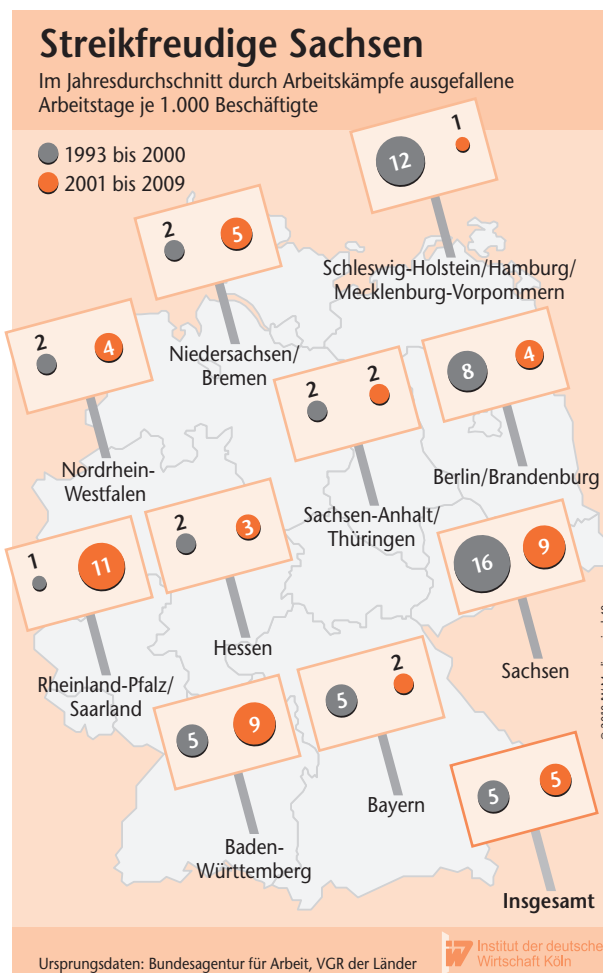 Streikfreudige Sachsen
Im Jahresdurchschnitt durch Arbeitskämpfe ausgefallene
Arbeitstage je 1.000 Beschäftigte
1993 bis 2000
2001 bis 2009
12 1
Schleswig-Holstein/Hamburg/
Mecklenburg-Vorpommern
2 5
Niedersachsen/
Bremen
2 4
Nordrhein-
Westfalen
2 2
Sachsen-Anhalt/
Thüringen
8 4
Berlin/Brandenburg
1 11
Rheinland-Pfalz/
Saarland
2 3
Hessen
16 9
Sachsen
5 9
Baden-
Württemberg
5 2
Bayern
5 5
Insgesamt
Ursprungsdaten: Bundesagentur für Arbeit, VGR der Länder
iw
Institut der deutsche
Wirtschaft Köln